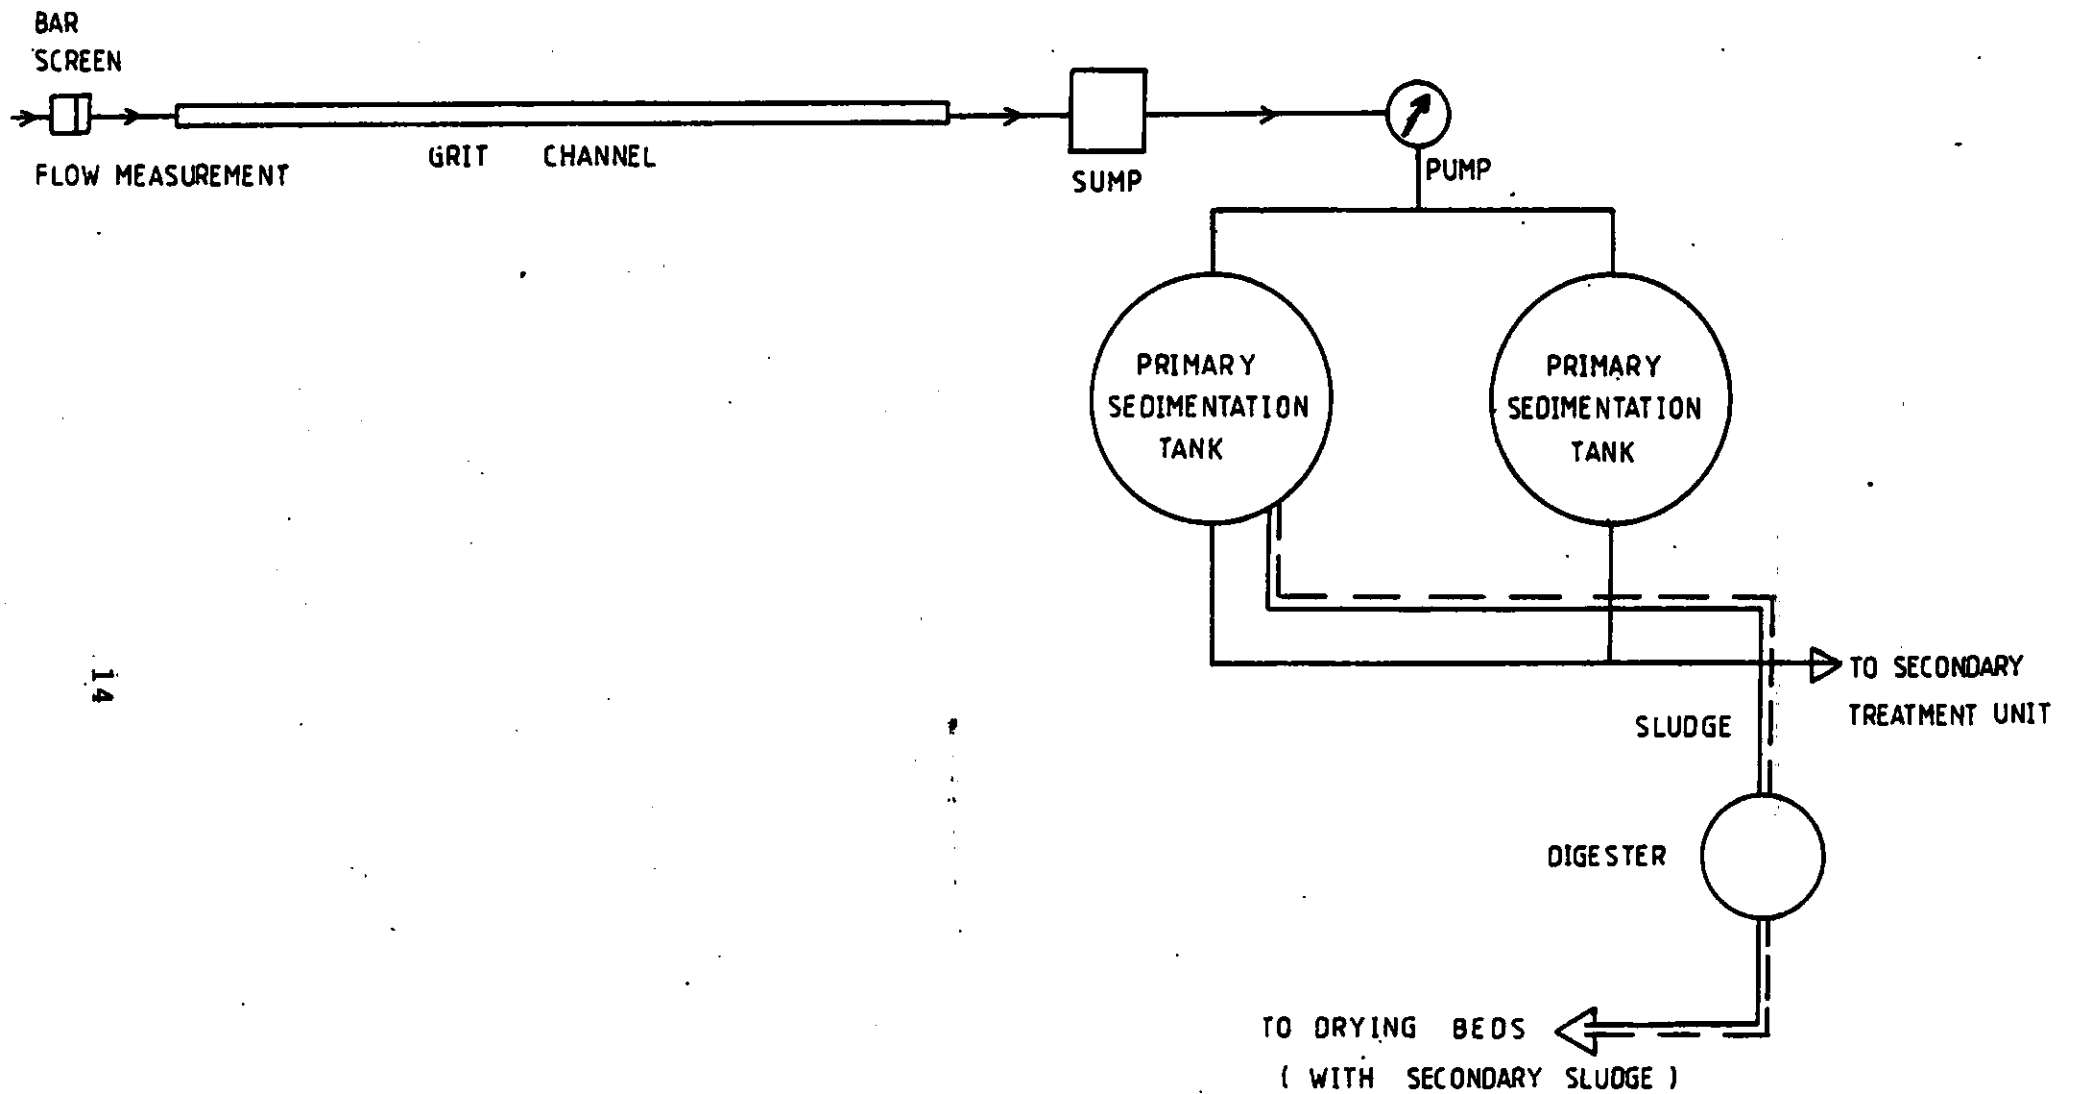 BAR
SCREEN
FLOW MEASUREMENT
GRIT CHANNEL
SUMP
PUMP
PRIMARY
SEDIMENTATION
TANK
PRIMARY
SEDIMENTATION
TANK
TO SECONDARY
TREATMENT UNIT
SLUDGE
DIGESTER
TO DRYING BEDS
( WITH SECONDARY SLUDGE )
14